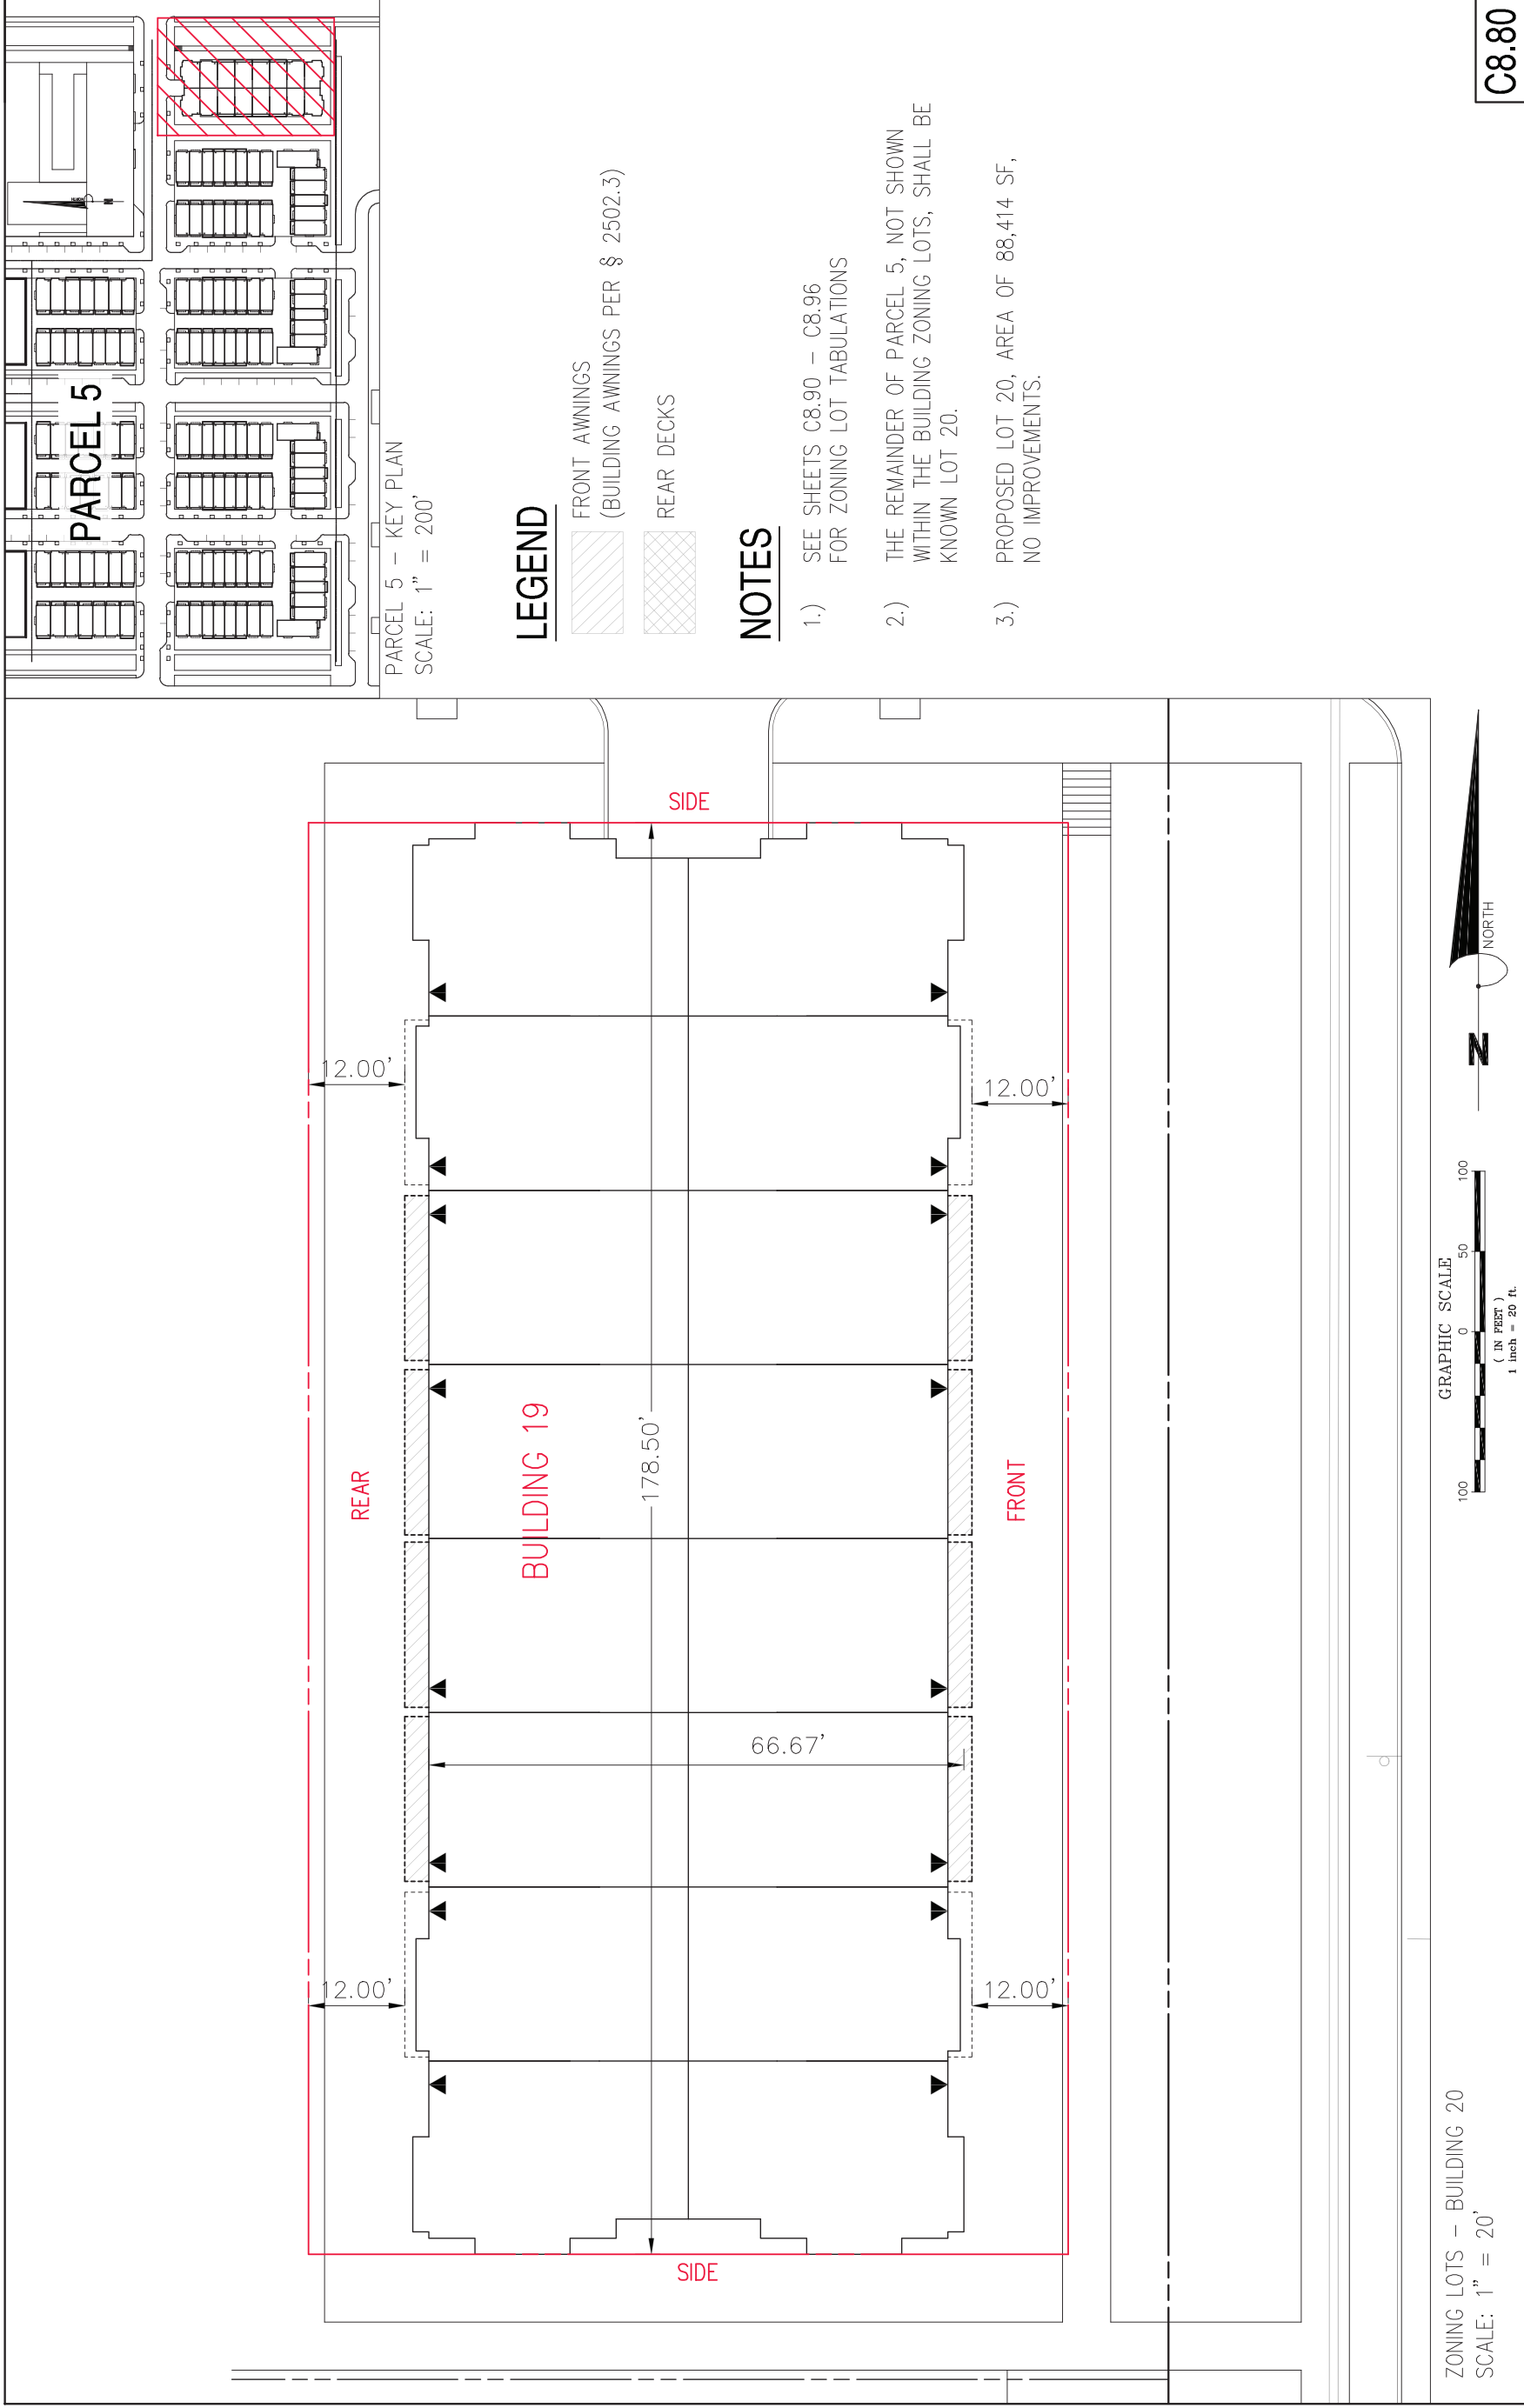 PARCEL 5
PARCEL 5 – KEY PLAN
SCALE: 1" = 200'
LEGEND
FRONT AWNINGS
(BUILDING AWNINGS PER § 2502.3)
REAR DECKS
NOTES
1.) SEE SHEETS C8.90 – C8.96
FOR ZONING LOT TABULATIONS
2.) THE REMAINDER OF PARCEL 5, NOT SHOWN
WITHIN THE BUILDING ZONING LOTS, SHALL BE
KNOWN LOT 20.
3.) PROPOSED LOT 20, AREA OF 88,414 SF,
NO IMPROVEMENTS.
C8.80
REAR
12.00'
12.00'
BUILDING 19
SIDE
SIDE
178.50'
66.67'
12.00'
12.00'
FRONT
ZONING LOTS – BUILDING 20
SCALE: 1" = 20'
GRAPHIC SCALE
100 0 50 100
( IN FEET )
1 inch = 20 ft.
N
NORTH